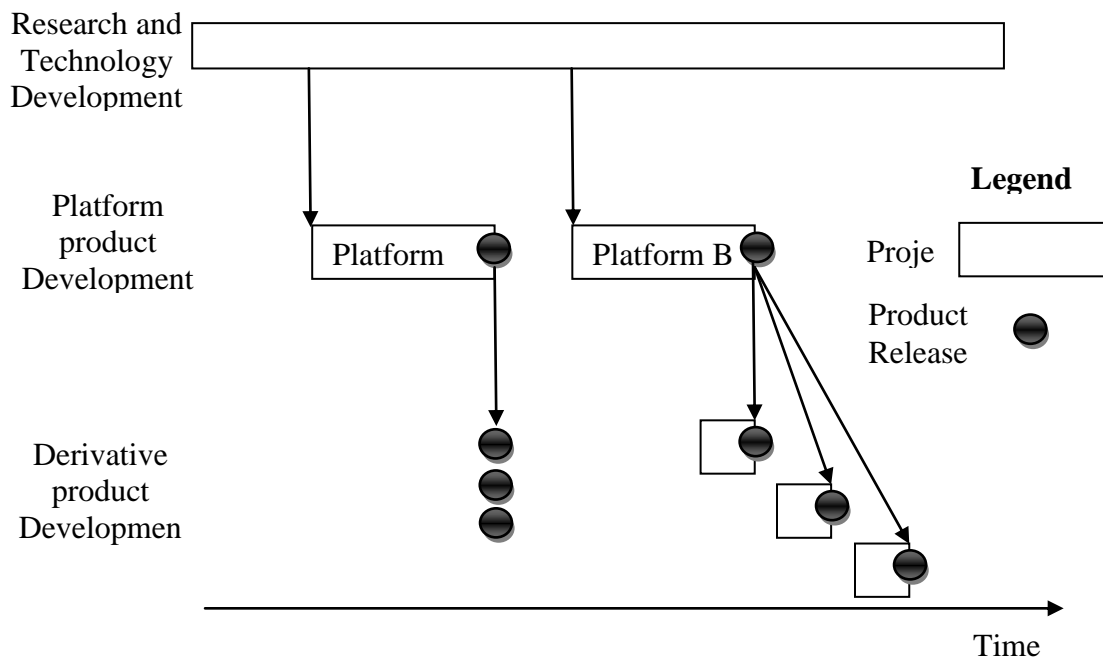 Research and
Technology
Development
Platform
product
Development
Platform
Platform B
Legend
Proje
Product
Release
Derivative
product
Developmen
Time